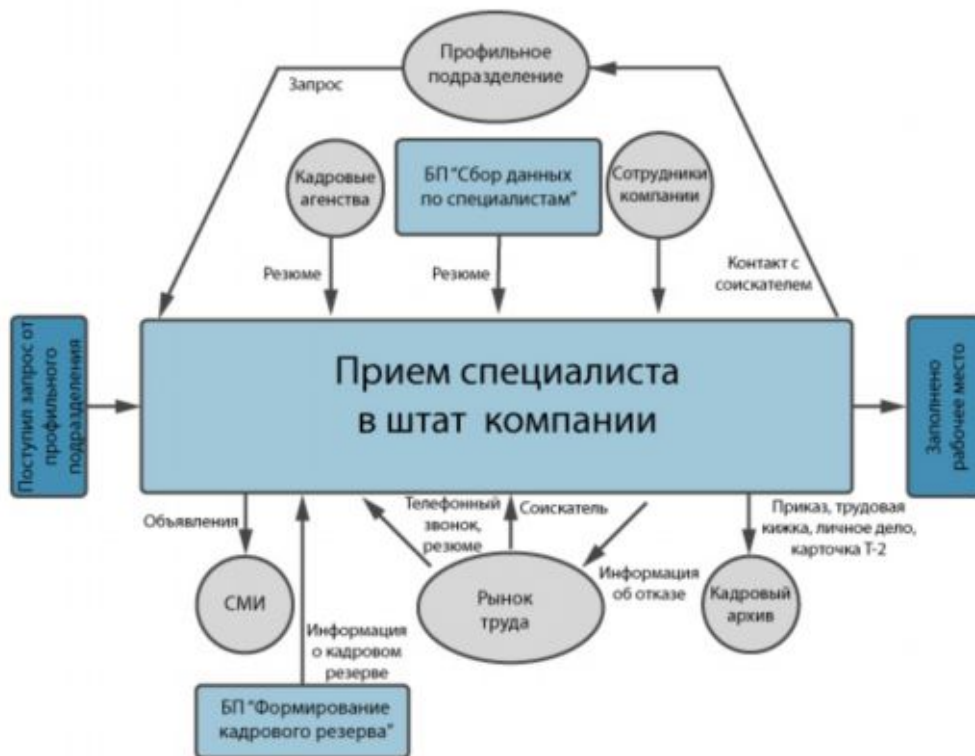 Профильное
подразделение
Запрос
Кадровые
агенства
БП "Сбор данных
по специалистам"
Сотрудники
компании
Резюме
Резюме
Контакт с
соискателем
Поступил запрос от
профильного
подразделения
Прием специалиста
в штат компании
Заполнено
рабочее место
Объявления
Телефонный
звонок,
резюме
Соискатель
Приказ, трудовая
кижка, личное дело,
карточка Т-2
СМИ
Рынок
труда
Информация
об отказе
Кадровый
архив
Информация
о кадровом
резерве
БП "Формирование
кадрового резерва"